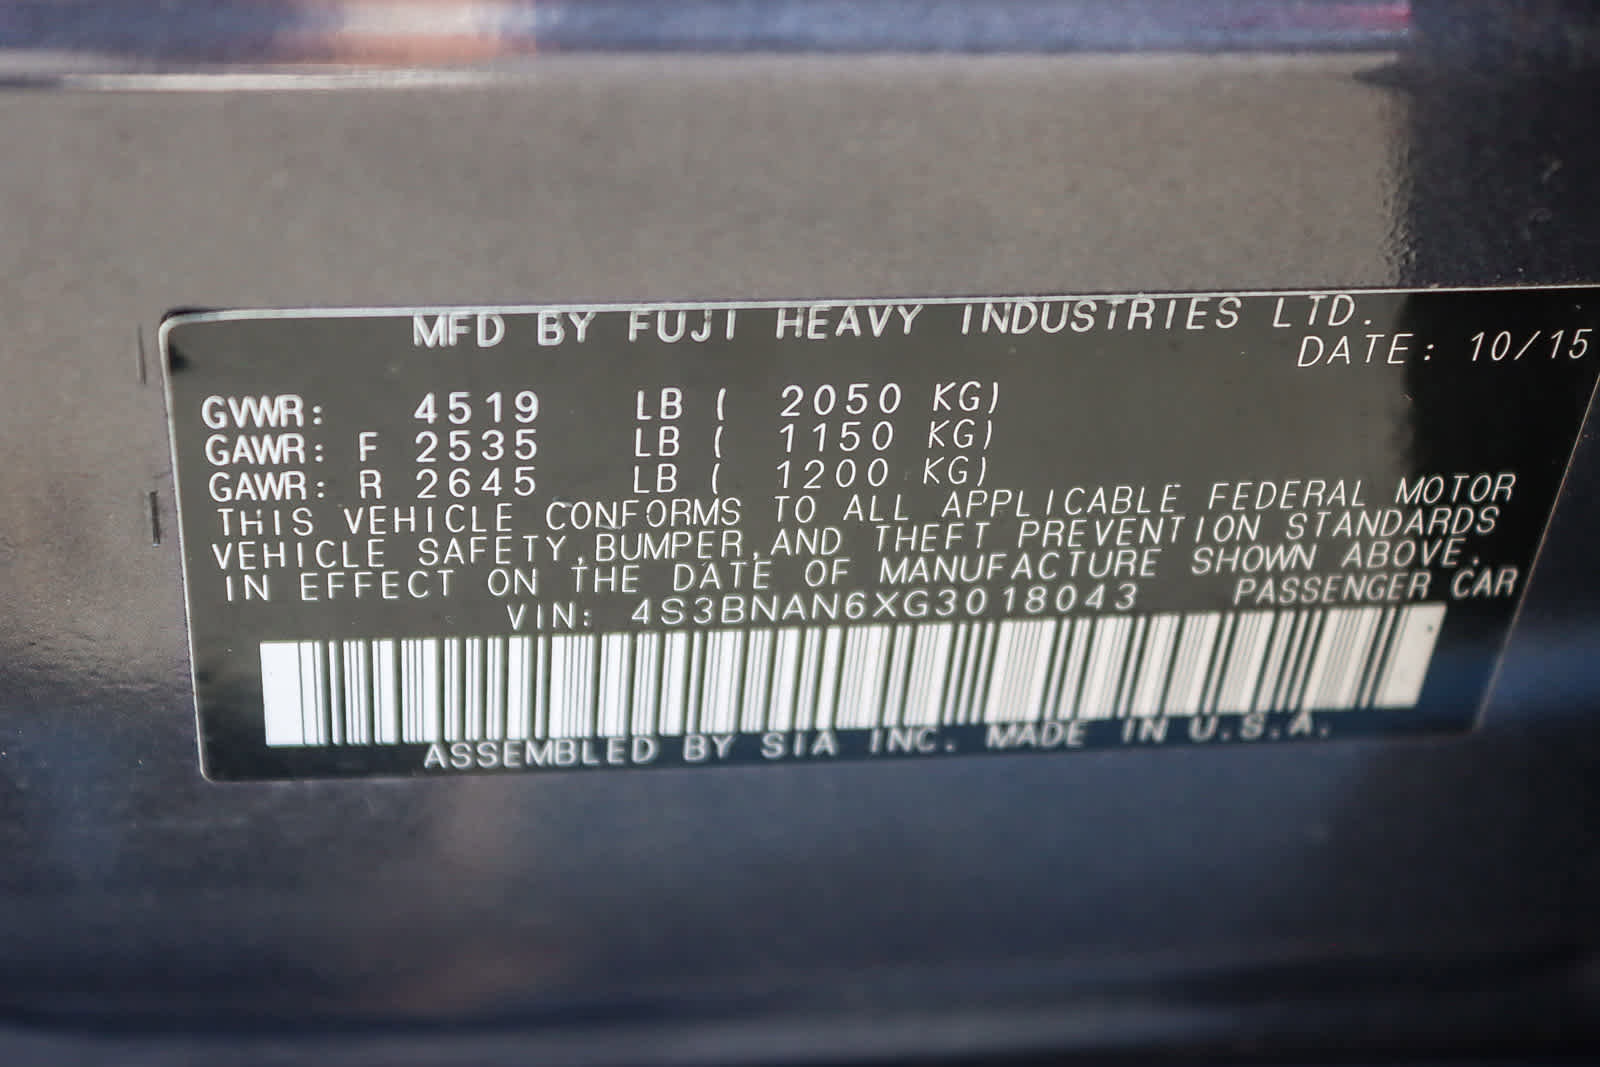 MFD BY FUJI HEAVY INDUSTRIES LTD.
DATE: 10/15
GVWR: 4519 LB ( 2050 KG)
GAWR: F 2535 LB ( 1150 KG)
GAWR: R 2645 LB ( 1200 KG)
THIS VEHICLE CONFORMS TO ALL APPLICABLE FEDERAL MOTOR
VEHICLE SAFETY,BUMPER,AND THEFT PREVENTION STANDARDS
IN EFFECT ON THE DATE OF MANUFACTURE SHOWN ABOVE.
VIN: 4S3BNAN6XG3018043 PASSENGER CAR
ASSEMBLED BY SIA INC. MADE IN U.S.A.